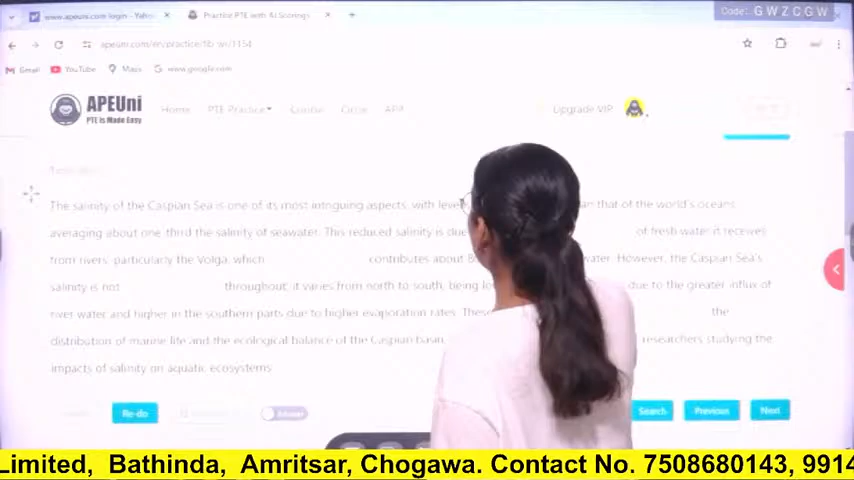 Code: G W Z C G W
www.apeuni.com login - Yaho
Practice PTE with AI Scorings
apeuni.com/en/practice/fib_wr/1154
Gmail YouTube Maps www.google.com
APEUni
PTE Is Made Easy
Home PTE Practice Course Circle APP
Upgrade VIP
The salinity of the Caspian Sea is one of its most intriguing aspects, with levels an that of the world's oceans
averaging about one-third the salinity of seawater. This reduced salinity is due of fresh water it receives
from rivers, particularly the Volga, which contributes about 8 water. However, the Caspian Sea's
salinity is not throughout; it varies from north to south, being lo due to the greater influx of
river water and higher in the southern parts due to higher evaporation rates. These the
distribution of marine life and the ecological balance of the Caspian basin, researchers studying the
impacts of salinity on aquatic ecosystems
Re-do Answer Search Previous Next
Limited, Bathinda, Amritsar, Chogawa. Contact No. 7508680143, 9914